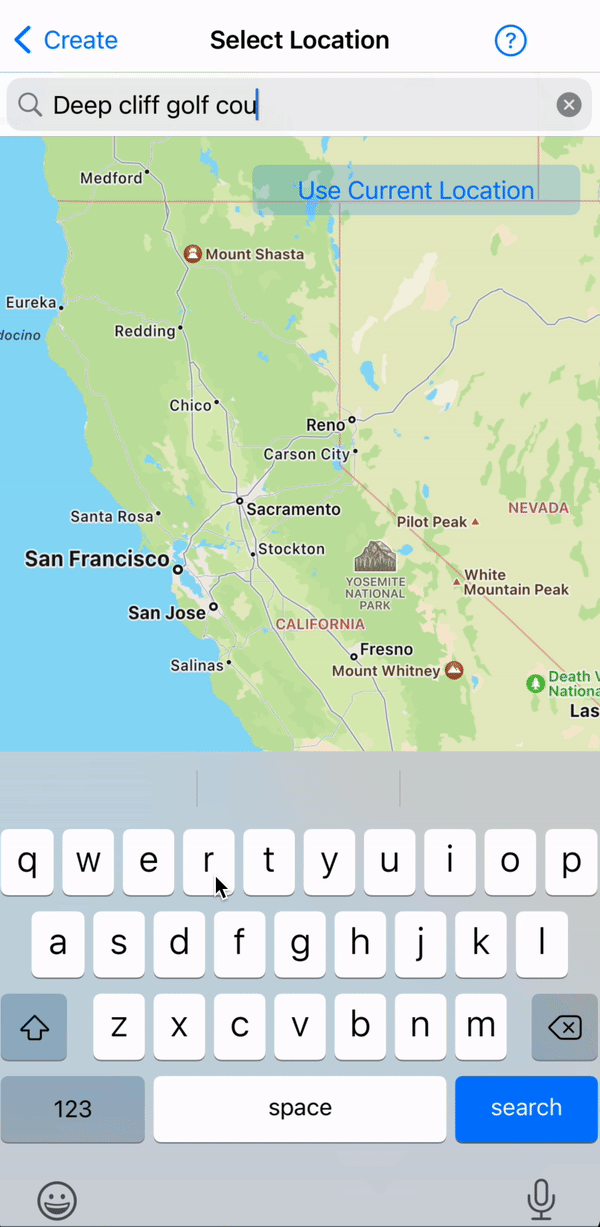 Create
Select Location
?
Deep cliff golf cou
Use Current Location
Medford
Mount Shasta
Eureka
docino
Redding
Chico
Reno
Carson City
Sacramento
Santa Rosa
Pilot Peak
NEVADA
San Francisco
Stockton
YOSEMITE
NATIONAL
PARK
White
Mountain Peak
San Jose
CALIFORNIA
Fresno
Salinas
Mount Whitney
Death V
Nationa
Las
q w e r t y u i o p
a s d f g h j k l
z x c v b n m
123 space search